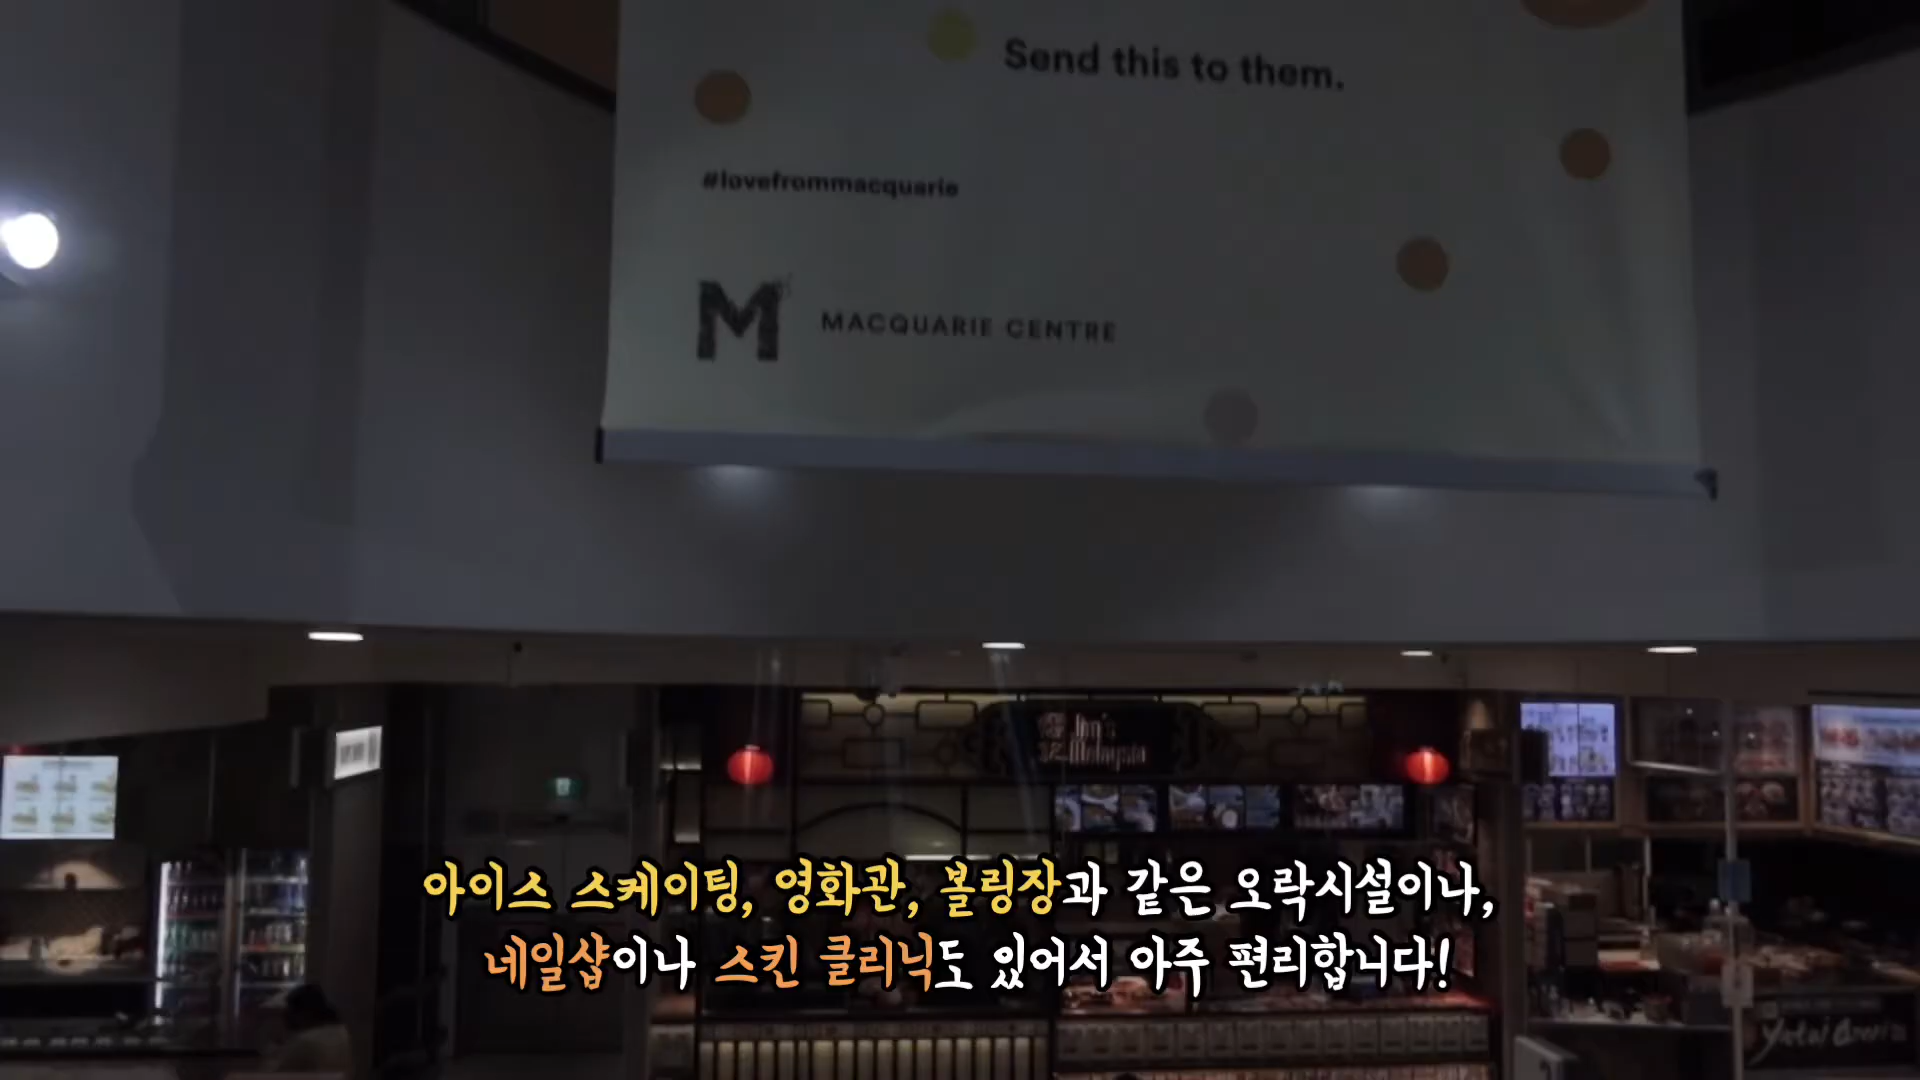 Send this to them.
#lovefrommacquarie
M MACQUARIE CENTRE
Jim's
Malaysia
아이스 스케이팅, 영화관, 볼링장과 같은 오락시설이나,
네일샵이나 스킨 클리닉도 있어서 아주 편리합니다!